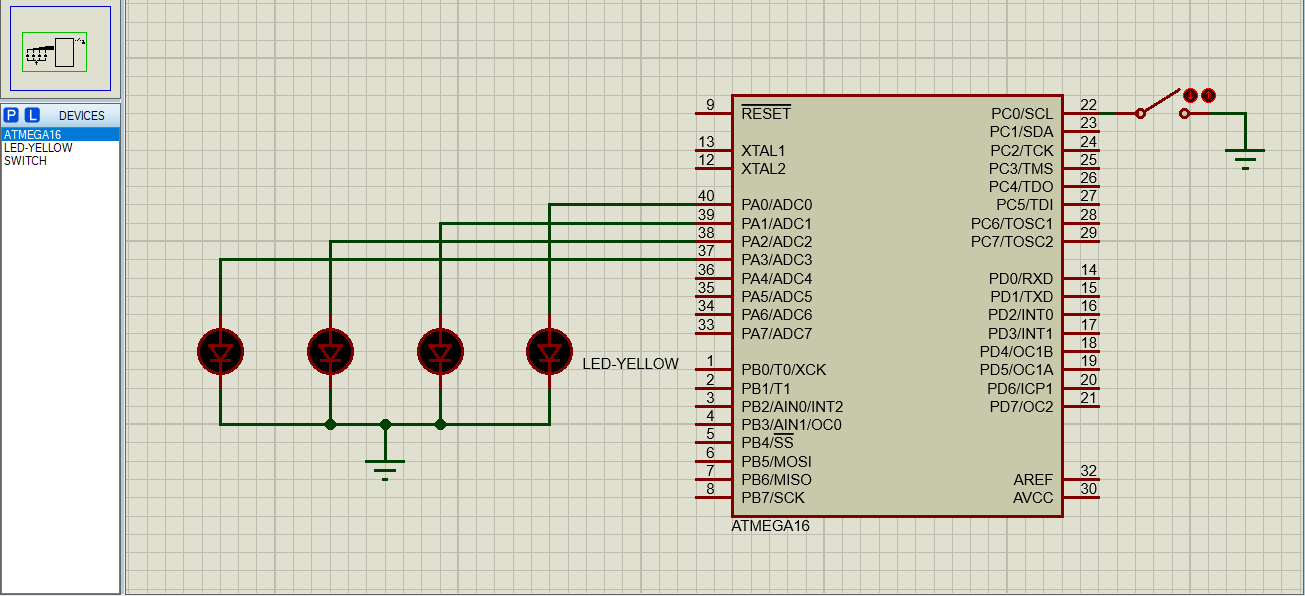 P L DEVICES
ATMEGA16
LED-YELLOW
SWITCH
9 RESET
13 XTAL1
12 XTAL2
40 PA0/ADC0
39 PA1/ADC1
38 PA2/ADC2
37 PA3/ADC3
36 PA4/ADC4
35 PA5/ADC5
34 PA6/ADC6
33 PA7/ADC7
1 PB0/T0/XCK
2 PB1/T1
3 PB2/AIN0/INT2
4 PB3/AIN1/OC0
5 PB4/SS
6 PB5/MOSI
7 PB6/MISO
8 PB7/SCK
PC0/SCL 22
PC1/SDA 23
PC2/TCK 24
PC3/TMS 25
PC4/TDO 26
PC5/TDI 27
PC6/TOSC1 28
PC7/TOSC2 29
PD0/RXD 14
PD1/TXD 15
PD2/INT0 16
PD3/INT1 17
PD4/OC1B 18
PD5/OC1A 19
PD6/ICP1 20
PD7/OC2 21
AREF 32
AVCC 30
ATMEGA16
LED-YELLOW